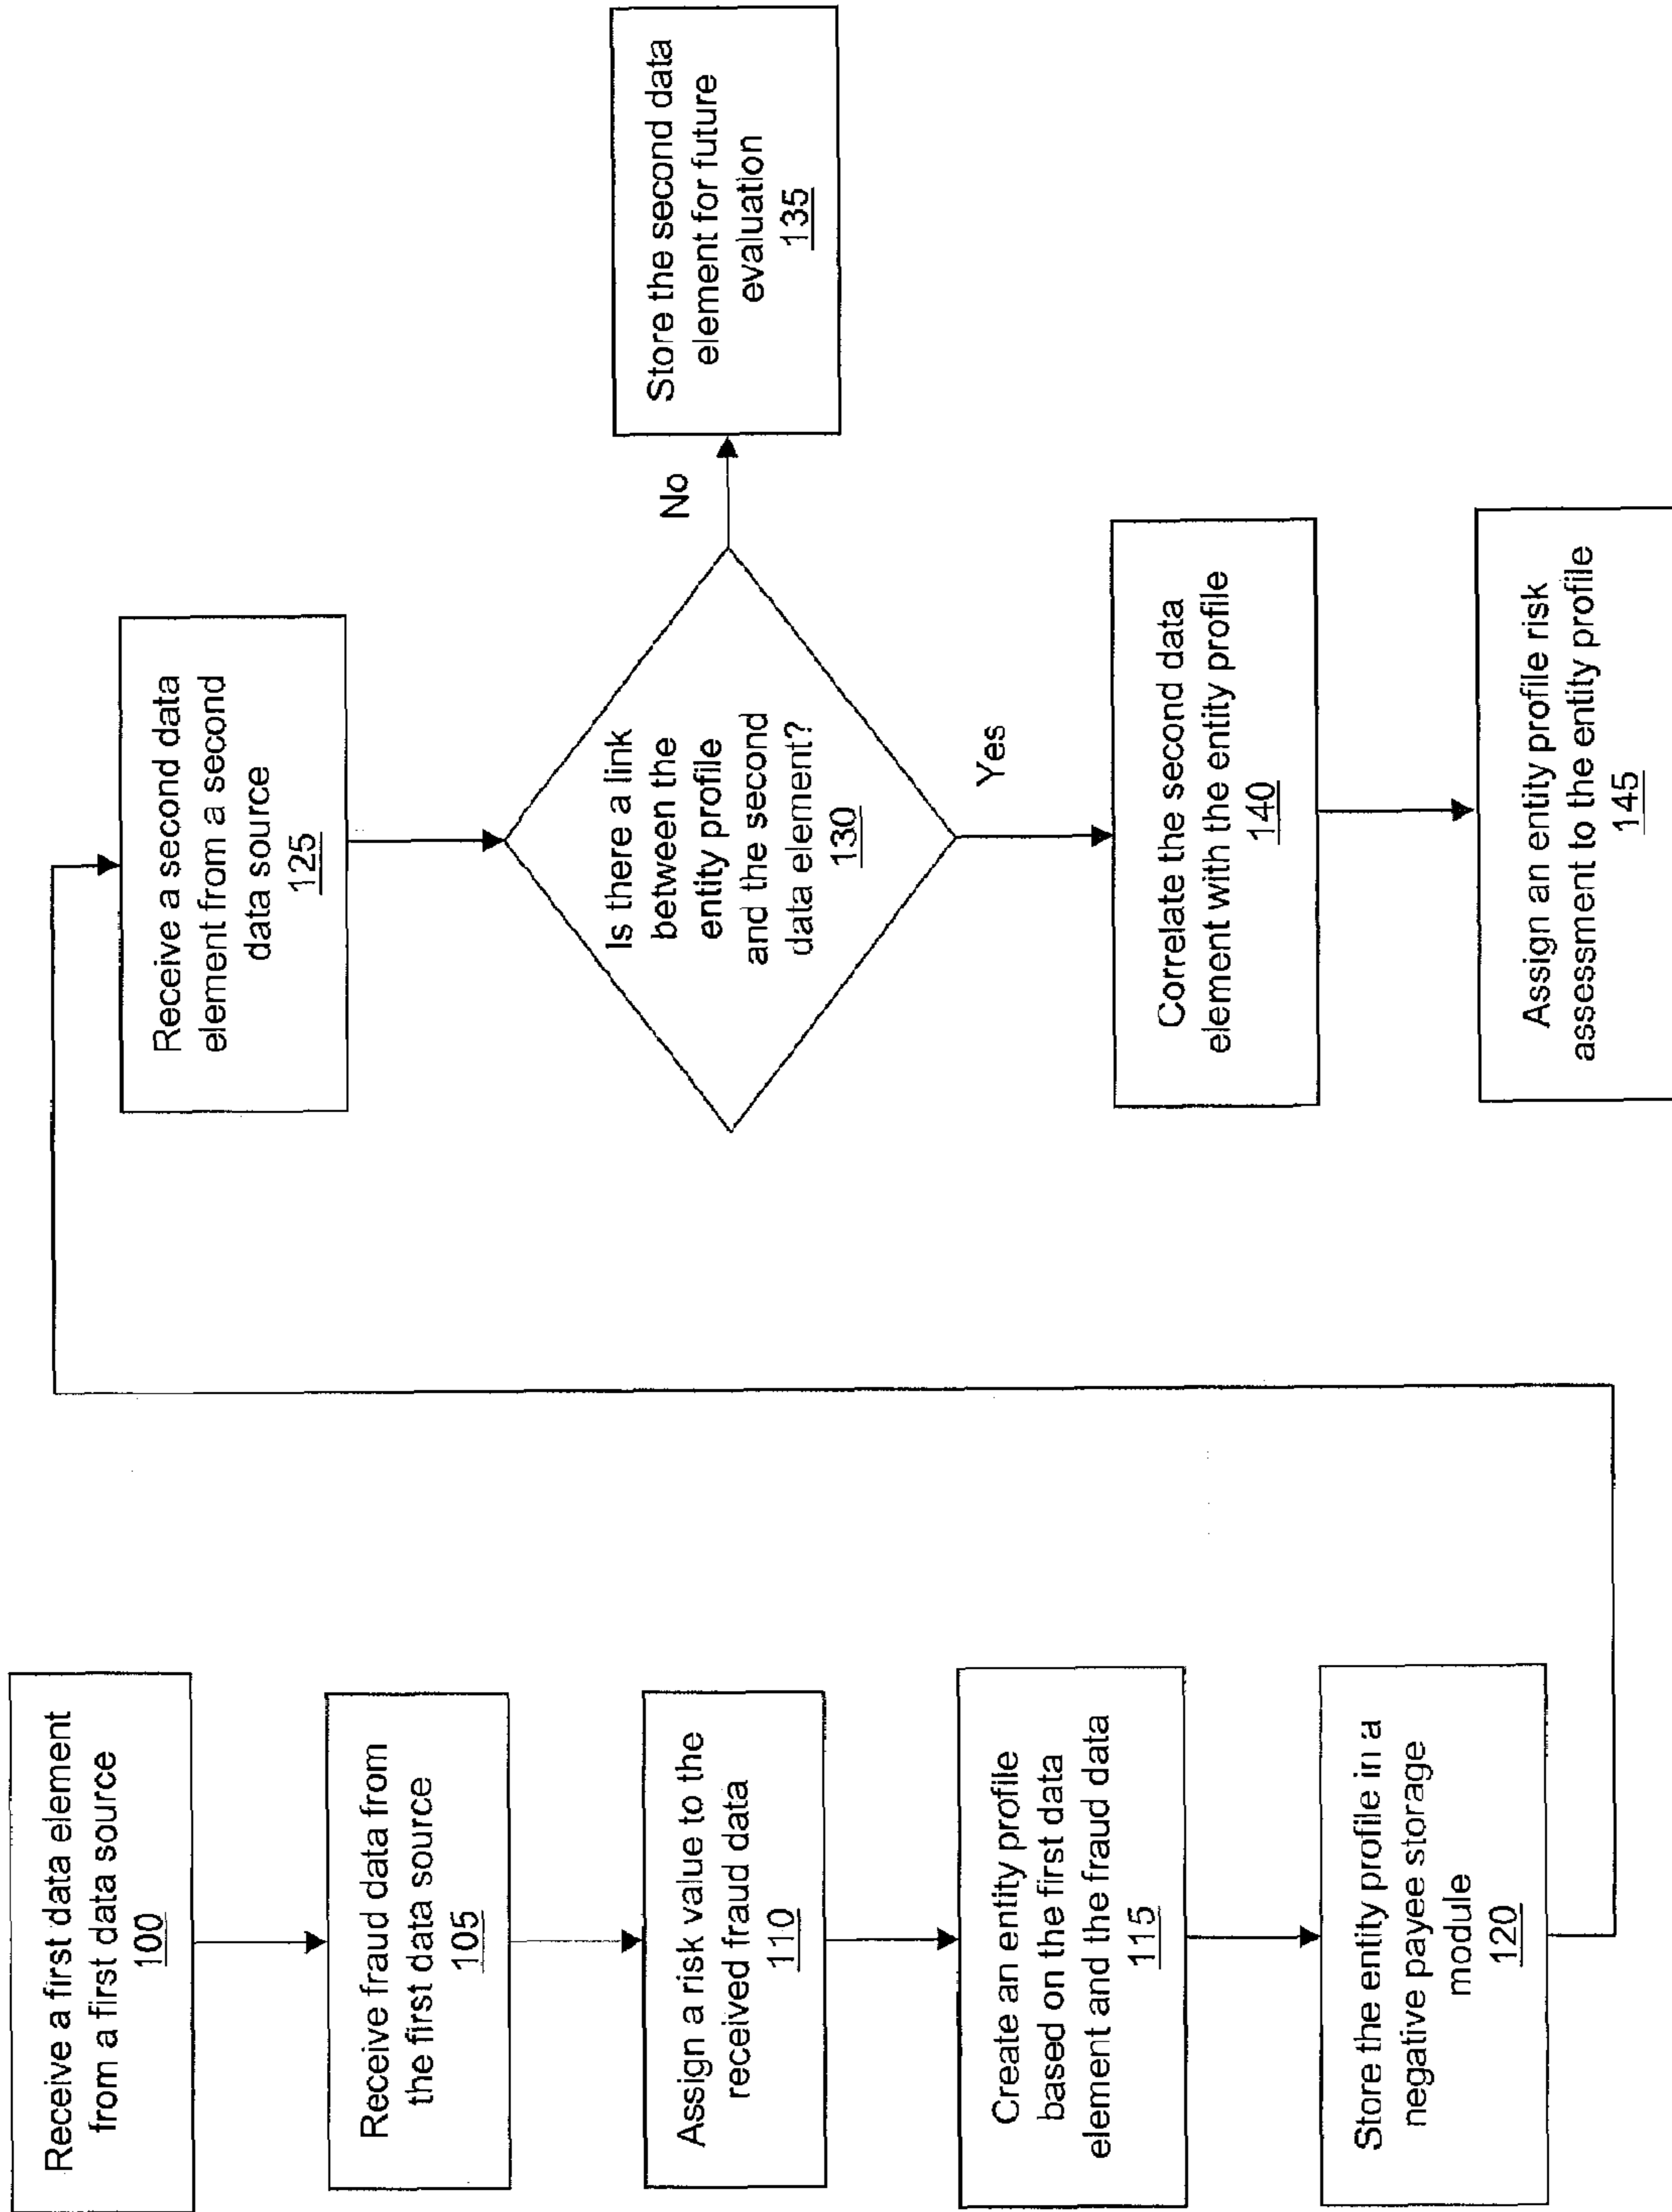 Receive a first data element
from a first data source
100
Receive fraud data from
the first data source
105
Assign a risk value to the
received fraud data
110
Create an entity profile
based on the first data
element and the fraud data
115
Store the entity profile in a
negative payee storage
module
120
Receive a second data
element from a second
data source
125
Is there a link
between the
entity profile
and the second
data element?
130
No
Store the second data
element for future
evaluation
135
Yes
Correlate the second data
element with the entity profile
140
Assign an entity profile risk
assessment to the entity profile
145